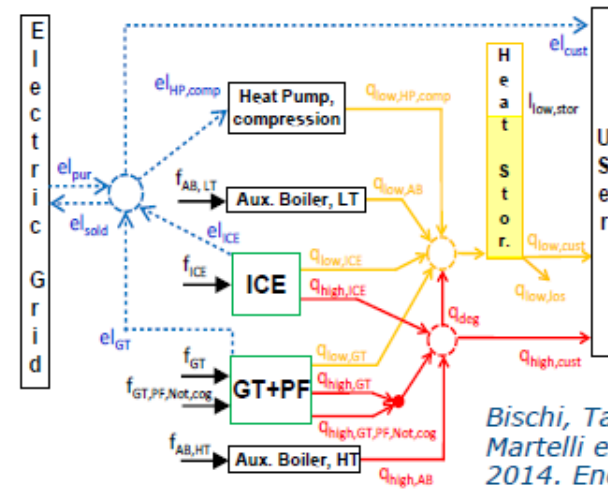 Electric Grid
el_cust
el_HP,comp
Heat Pump,
compression
q_low,HP,comp
Heat Stor.
l_low,stor
U
S
e
r
el_pur
el_sold
f_AB,LT
Aux. Boiler, LT
q_low,AB
el_ICE
f_ICE
ICE
q_low,ICE
q_high,ICE
q_low,cust
q_low,los
q_deg
el_GT
f_GT
f_GT,PF,Not,cog
GT+PF
q_low,GT
q_high,GT
q_high,GT,PF,Not,cog
q_high,cust
f_AB,HT
Aux. Boiler, HT
q_high,AB
Bischi, Ta
Martelli e
2014. En